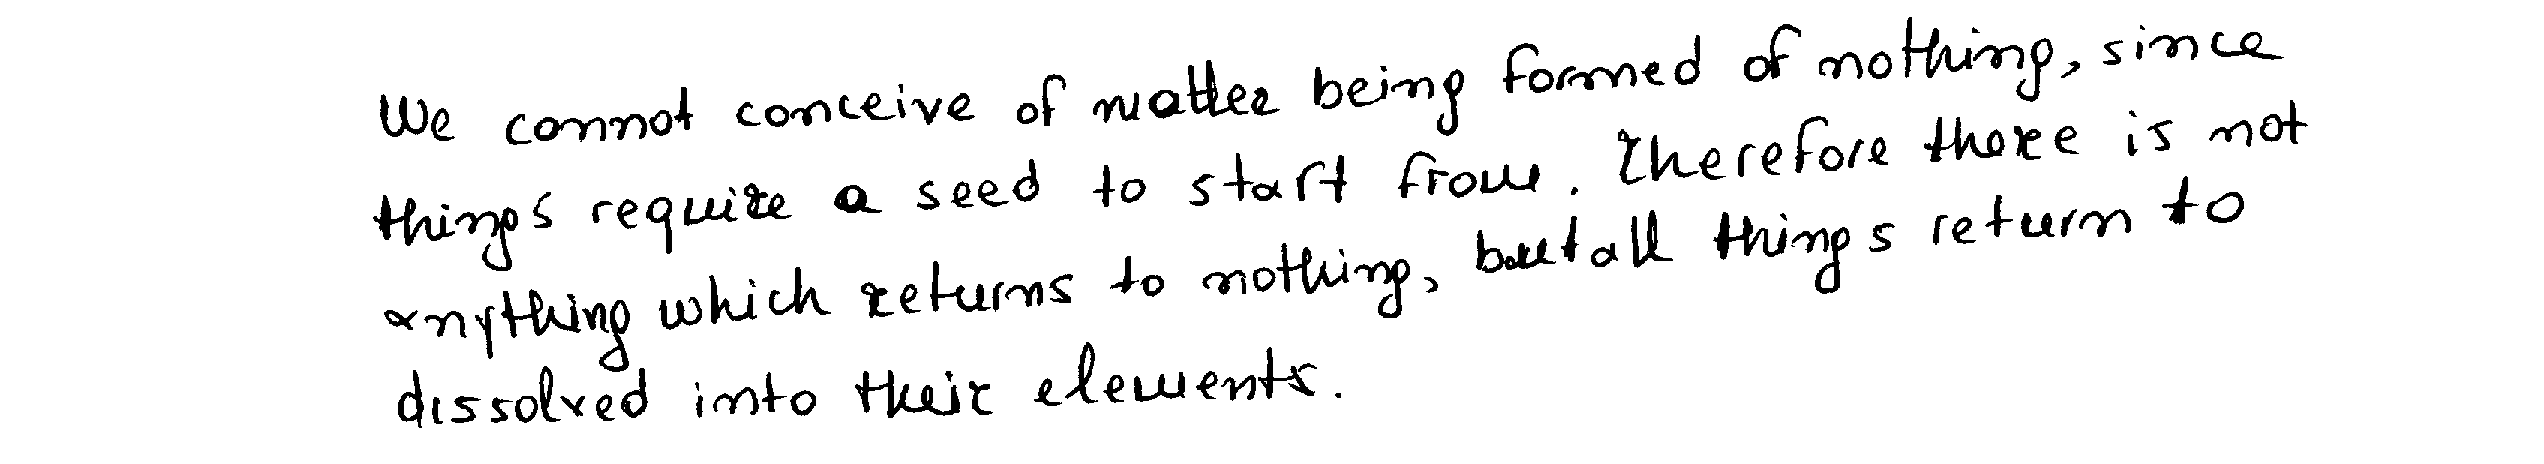 We cannot conceive of matter being formed of nothing, since
things require a seed to start from. Therefore there is not
anything which returns to nothing, but all things return to
dissolved into their elements.